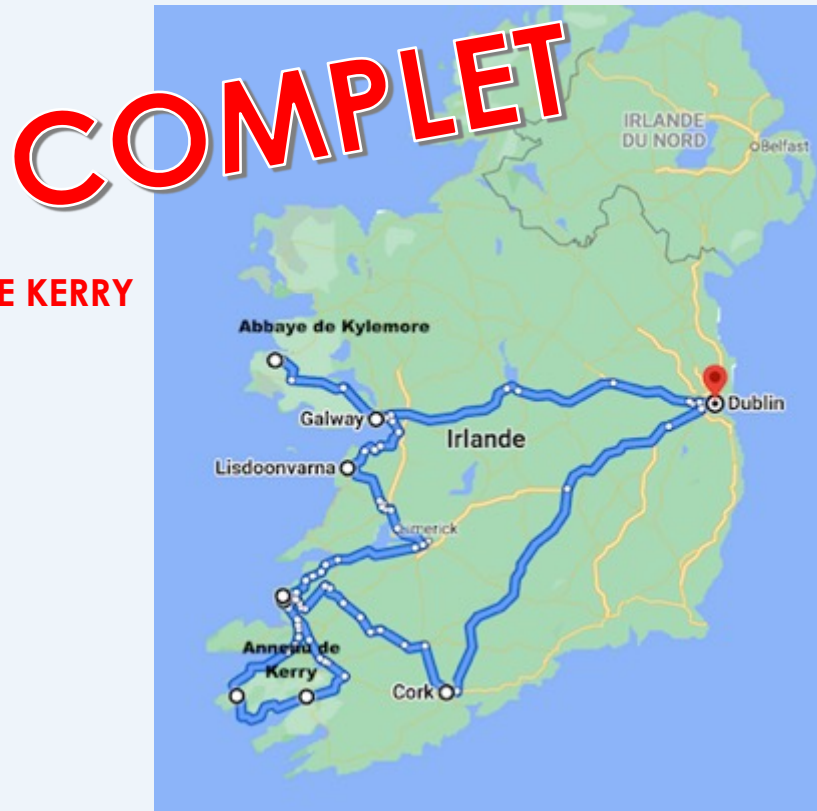 COMPLET
IRLANDE
DU NORD
Belfast
E KERRY
Abbaye de Kylemore
Galway
Dublin
Irlande
Lisdoonvarna
Limerick
Anneau de
Kerry
Cork